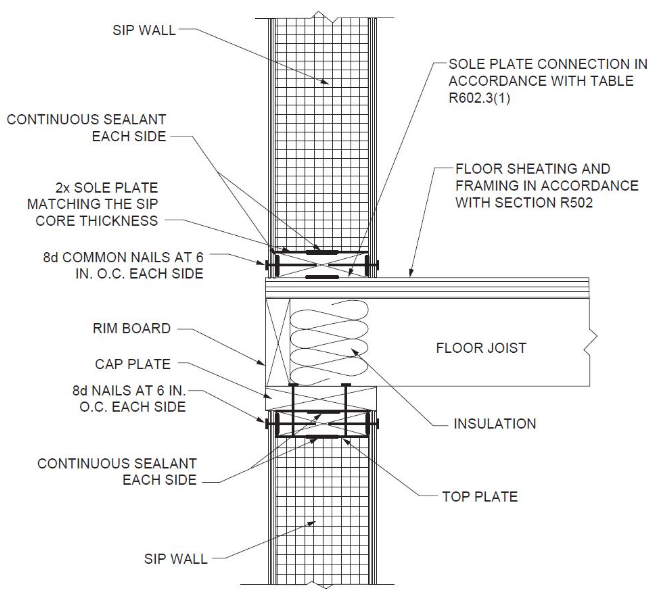 SIP WALL
SOLE PLATE CONNECTION IN
ACCORDANCE WITH TABLE
R602.3(1)
CONTINUOUS SEALANT
EACH SIDE
FLOOR SHEATING AND
FRAMING IN ACCORDANCE
WITH SECTION R502
2x SOLE PLATE
MATCHING THE SIP
CORE THICKNESS
8d COMMON NAILS AT 6
IN. O.C. EACH SIDE
RIM BOARD
FLOOR JOIST
CAP PLATE
8d NAILS AT 6 IN.
O.C. EACH SIDE
INSULATION
CONTINUOUS SEALANT
EACH SIDE
TOP PLATE
SIP WALL